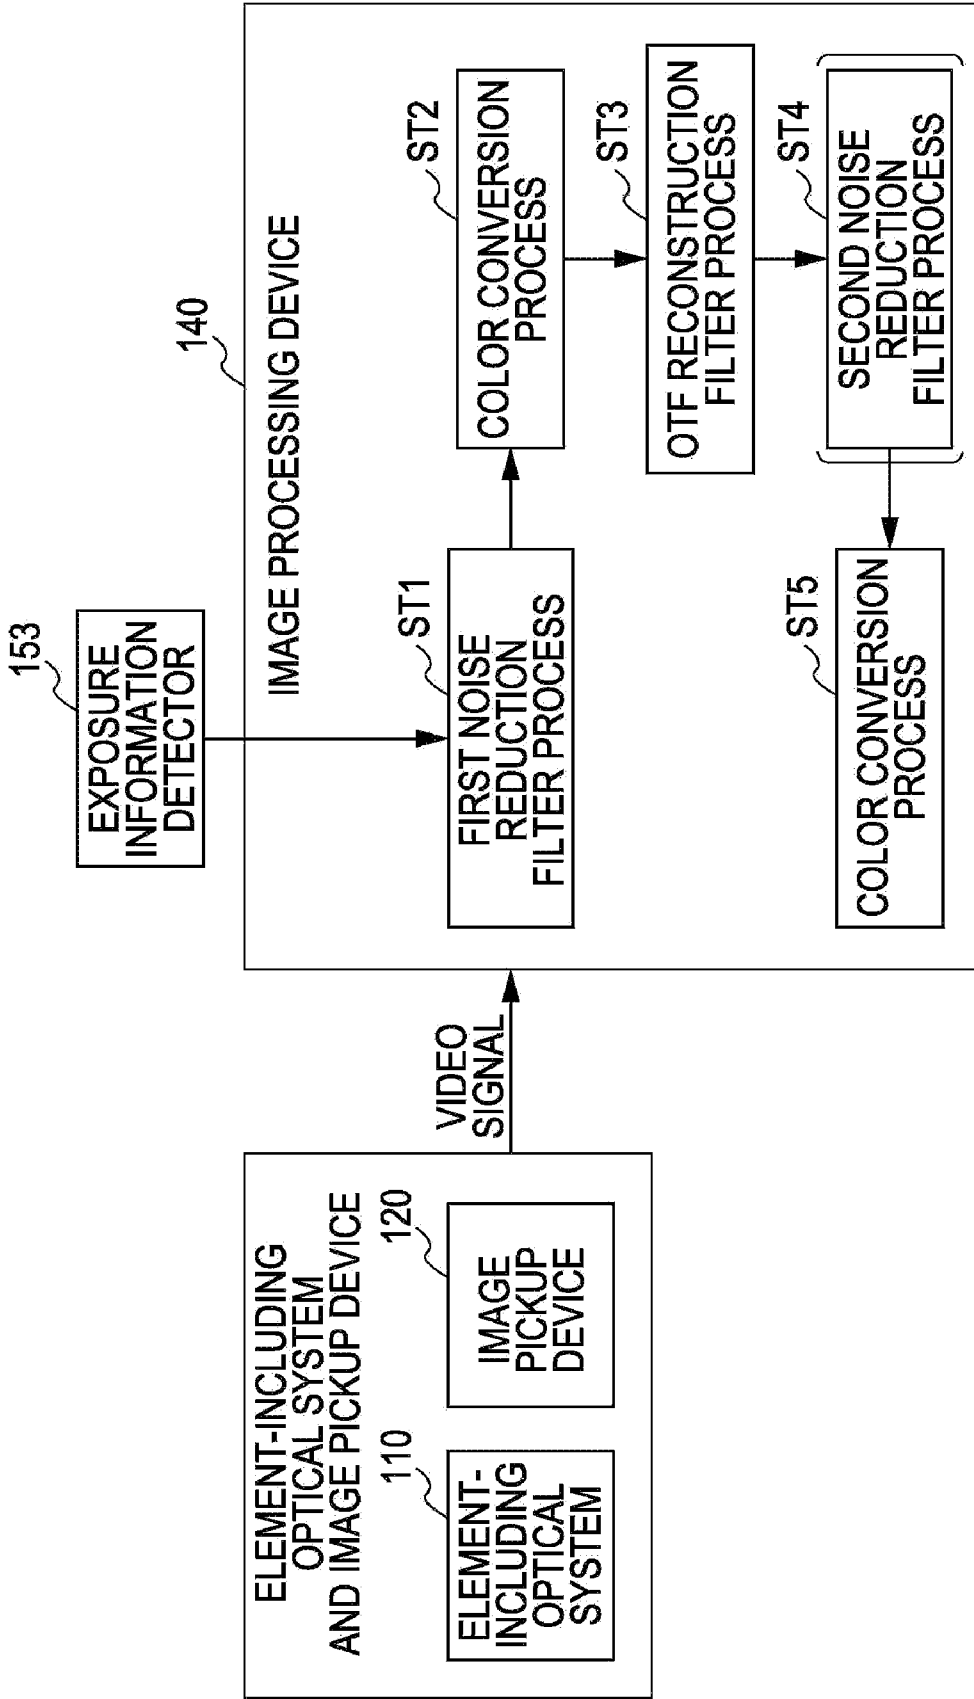 ELEMENT-INCLUDING
OPTICAL SYSTEM
AND IMAGE PICKUP DEVICE
110
ELEMENT-
INCLUDING
OPTICAL
SYSTEM
120
IMAGE
PICKUP
DEVICE
VIDEO
SIGNAL
153
EXPOSURE
INFORMATION
DETECTOR
140
IMAGE PROCESSING DEVICE
ST1
FIRST NOISE
REDUCTION
FILTER PROCESS
ST2
COLOR CONVERSION
PROCESS
ST3
OTF RECONSTRUCTION
FILTER PROCESS
ST4
SECOND NOISE
REDUCTION
FILTER PROCESS
ST5
COLOR CONVERSION
PROCESS